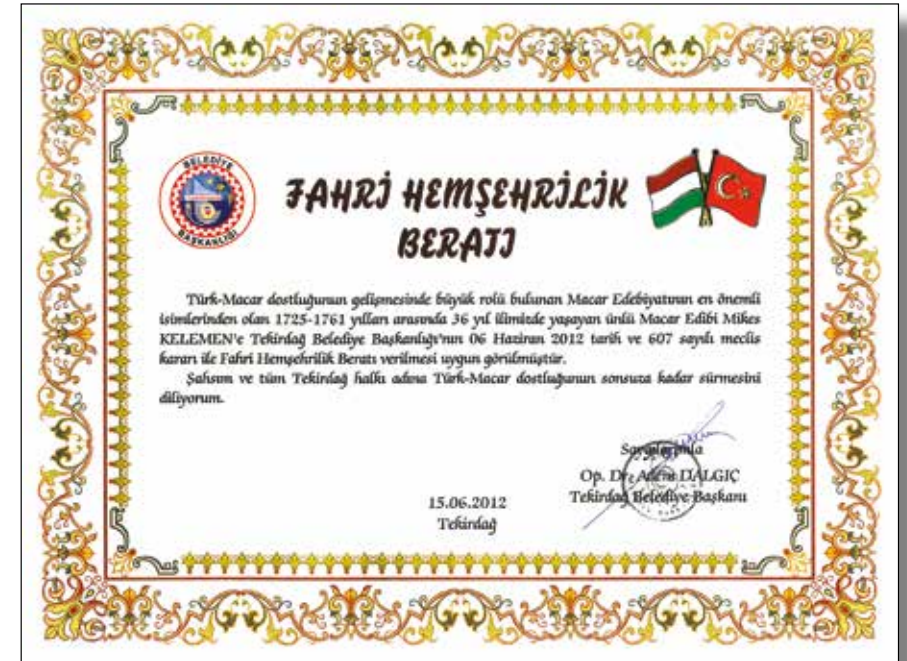 BELEDİYE
BAŞKANLIĞI
FAHRİ HEMŞEHRİLİK
BERATI
Türk-Macar dostluğunun gelişmesinde büyük rolü bulunan Macar Edebiyatının en önemli
isimlerinden olan 1725-1761 yılları arasında 36 yıl ilimizde yaşayan ünlü Macar Edibi Mikes
KELEMEN'e Tekirdağ Belediye Başkanlığı'nın 06 Haziran 2012 tarih ve 607 sayılı meclis
kararı ile Fahri Hemşehrilik Beratı verilmesi uygun görülmüştür.
Şahsım ve tüm Tekirdağ halkı adına Türk-Macar dostluğunun sonsuza kadar sürmesini
diliyorum.
Saygılarımla
Op. Dr. Adem DALGIÇ
Tekirdağ Belediye Başkanı
15.06.2012
Tekirdağ